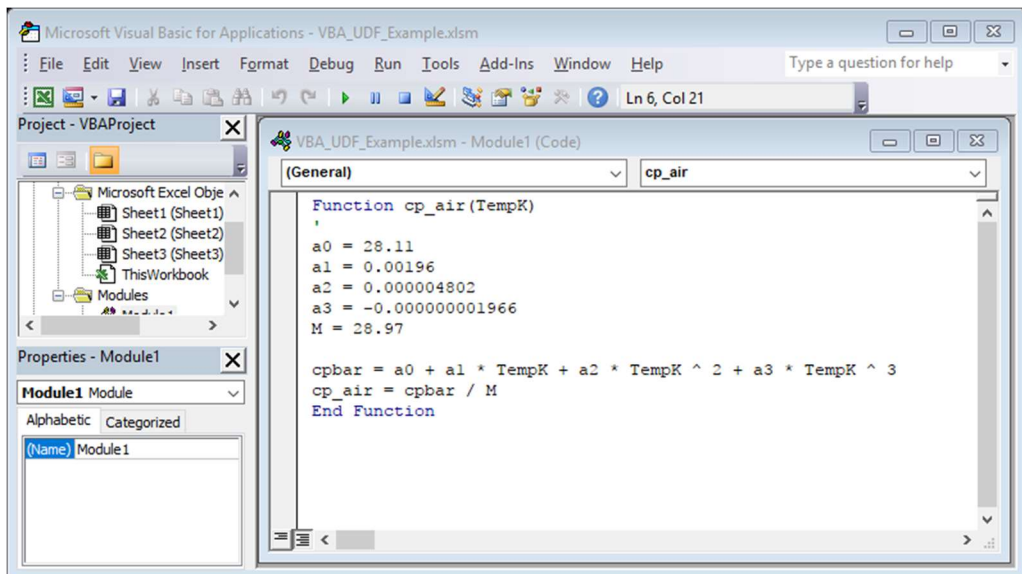 Microsoft Visual Basic for Applications - VBA_UDF_Example.xlsm
File Edit View Insert Format Debug Run Tools Add-Ins Window Help Type a question for help
Ln 6, Col 21
Project - VBAProject
Microsoft Excel Obje
Sheet1 (Sheet1)
Sheet2 (Sheet2)
Sheet3 (Sheet3)
ThisWorkbook
Modules
Properties - Module1
Module1 Module
Alphabetic Categorized
(Name) Module1
VBA_UDF_Example.xlsm - Module1 (Code)
(General) cp_air
Function cp_air(TempK)
'
a0 = 28.11
a1 = 0.00196
a2 = 0.000004802
a3 = -0.000000001966
M = 28.97
cpbar = a0 + a1 * TempK + a2 * TempK ^ 2 + a3 * TempK ^ 3
cp_air = cpbar / M
End Function